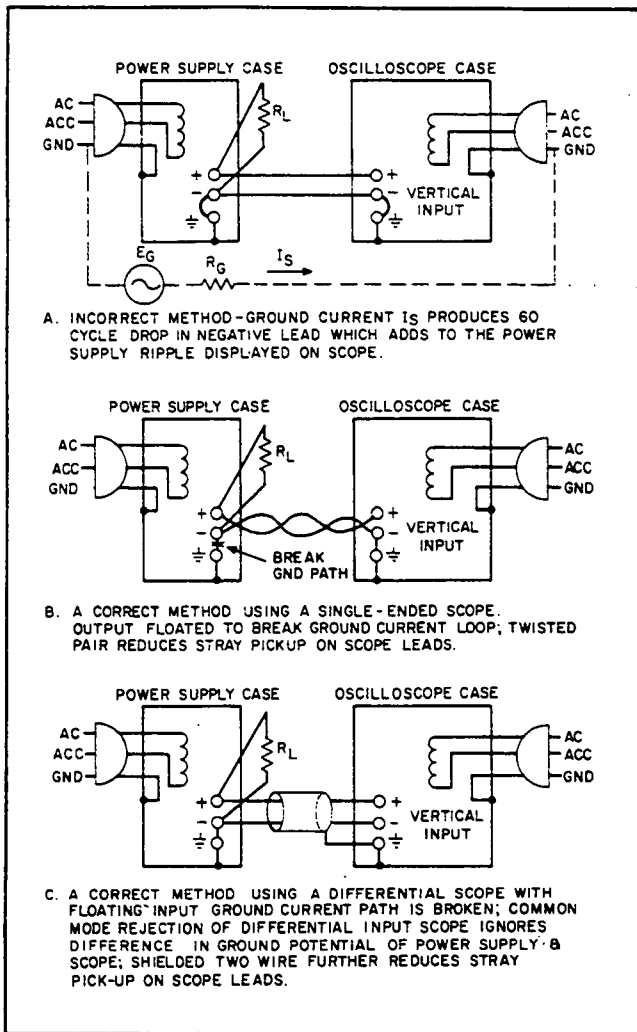 POWER SUPPLY CASE
OSCILLOSCOPE CASE
AC
ACC
GND
RL
+
-
+
-
VERTICAL
INPUT
AC
ACC
GND
EG
RG
IS
A. INCORRECT METHOD-GROUND CURRENT IS PRODUCES 60
CYCLE DROP IN NEGATIVE LEAD WHICH ADDS TO THE POWER
SUPPLY RIPPLE DISPLAYED ON SCOPE.
POWER SUPPLY CASE
OSCILLOSCOPE CASE
AC
ACC
GND
RL
+
-
BREAK
GND PATH
+
-
VERTICAL
INPUT
AC
ACC
GND
B. A CORRECT METHOD USING A SINGLE-ENDED SCOPE.
OUTPUT FLOATED TO BREAK GROUND CURRENT LOOP; TWISTED
PAIR REDUCES STRAY PICKUP ON SCOPE LEADS.
POWER SUPPLY CASE
OSCILLOSCOPE CASE
AC
ACC
GND
RL
+
-
+
-
VERTICAL
INPUT
AC
ACC
GND
C. A CORRECT METHOD USING A DIFFERENTIAL SCOPE WITH
FLOATING INPUT GROUND CURRENT PATH IS BROKEN; COMMON
MODE REJECTION OF DIFFERENTIAL INPUT SCOPE IGNORES
DIFFERENCE IN GROUND POTENTIAL OF POWER SUPPLY &
SCOPE; SHIELDED TWO WIRE FURTHER REDUCES STRAY
PICK-UP ON SCOPE LEADS.